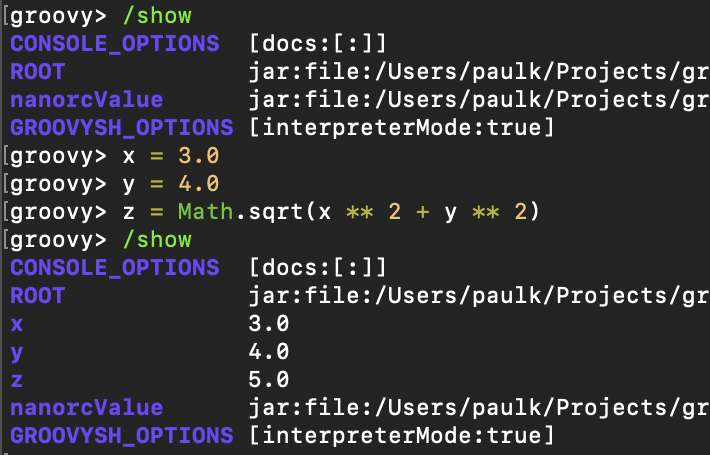 groovy> /show
CONSOLE_OPTIONS [docs:[:]]
ROOT jar:file:/Users/paulk/Projects/gr
nanorcValue jar:file:/Users/paulk/Projects/gr
GROOVYSH_OPTIONS [interpreterMode:true]
groovy> x = 3.0
groovy> y = 4.0
groovy> z = Math.sqrt(x ** 2 + y ** 2)
groovy> /show
CONSOLE_OPTIONS [docs:[:]]
ROOT jar:file:/Users/paulk/Projects/gr
x 3.0
y 4.0
z 5.0
nanorcValue jar:file:/Users/paulk/Projects/gr
GROOVYSH_OPTIONS [interpreterMode:true]